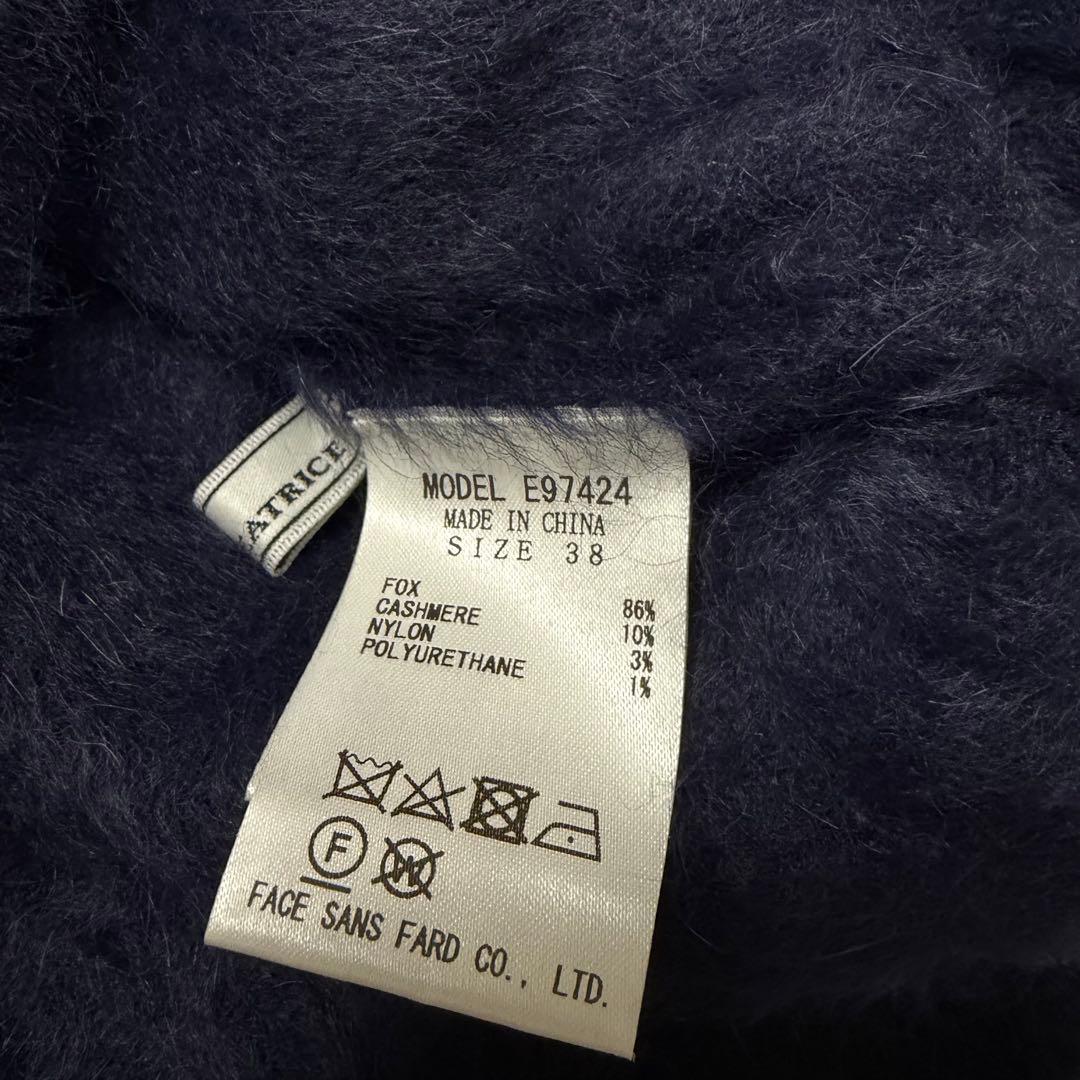 MODEL E97424
MADE IN CHINA
SIZE 38
FOX 86%
CASHMERE 10%
NYLON 3%
POLYURETHANE 1%
F W
FACE SANS FARD CO., LTD.